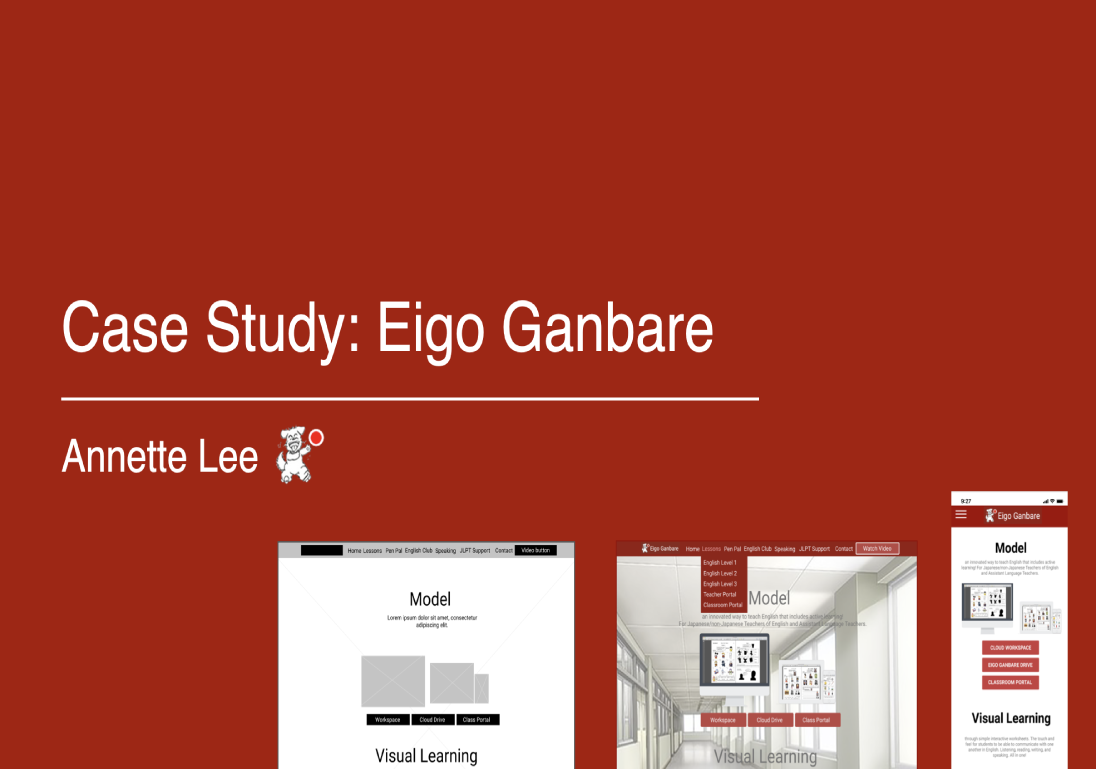 Case Study: Eigo Ganbare
Annette Lee
Home Lessons Pen Pal English Club Speaking JLPT Support Contact Video button
Model
Lorem ipsum dolor sit amet, consectetur
adipiscing elit.
Workspace Cloud Drive Class Portal
Visual Learning
Eigo Ganbare Home Lessons Pen Pal English Club Speaking JLPT Support Contact Watch Video
English Level 1
English Level 2
English Level 3
Teacher Portal
Classroom Portal
Model
an innovated way to teach English that includes active learning!
For Japanese/non-Japanese Teachers of English and Assistant Language Teachers.
Workspace Cloud Drive Class Portal
Visual Learning
9:27
Eigo Ganbare
Model
an innovated way to teach English that includes active
learning! For Japanese/non-Japanese Teachers of English
and Assistant Language Teachers.
CLOUD WORKSPACE
EIGO GANBARE DRIVE
CLASSROOM PORTAL
Visual Learning
through simple interactive worksheets. The touch and
feel for students to be able to communicate with one
another in English. Listening, reading, writing, and
speaking. All in one!